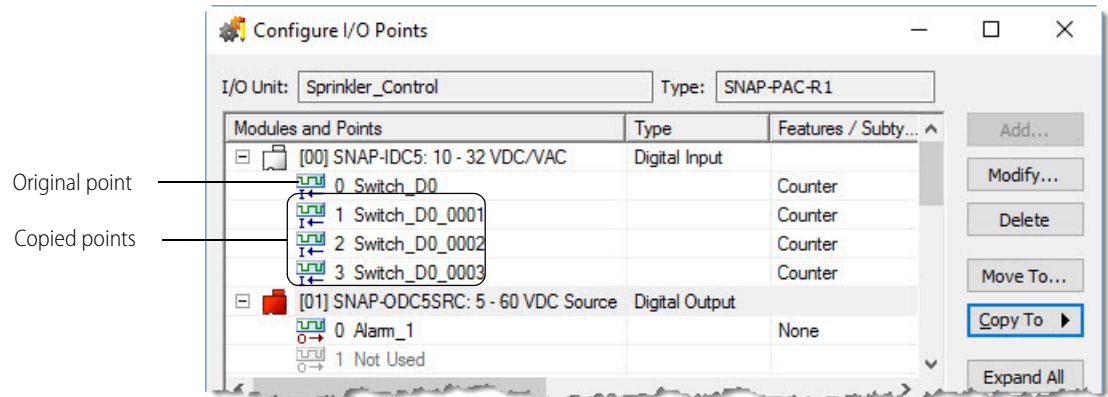 Configure I/O Points
I/O Unit: Sprinkler_Control Type: SNAP-PAC-R1
Modules and Points Type Features / Subty...
Add...
[00] SNAP-IDC5: 10 - 32 VDC/VAC Digital Input
Original point 0 Switch_D0 Counter Modify...
1 Switch_D0_0001 Counter Delete
Copied points 2 Switch_D0_0002 Counter
3 Switch_D0_0003 Counter Move To...
[01] SNAP-ODC5SRC: 5 - 60 VDC Source Digital Output
0 Alarm_1 None Copy To
1 Not Used
Expand All